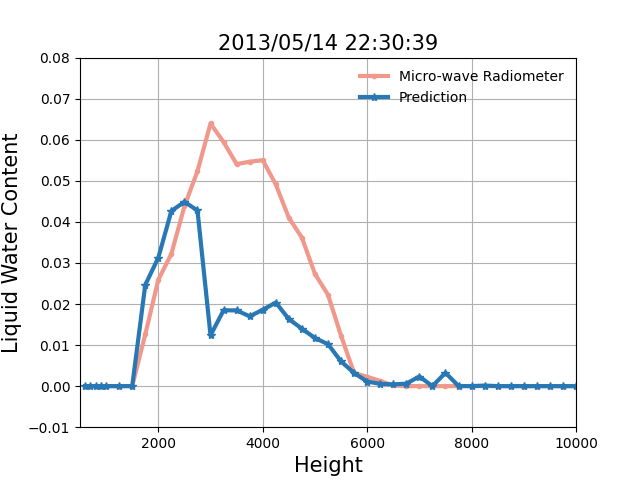 2013/05/14 22:30:39
Liquid Water Content
0.08
0.07
0.06
0.05
0.04
0.03
0.02
0.01
0.00
−0.01
Micro-wave Radiometer
Prediction
2000 4000 6000 8000 10000
Height